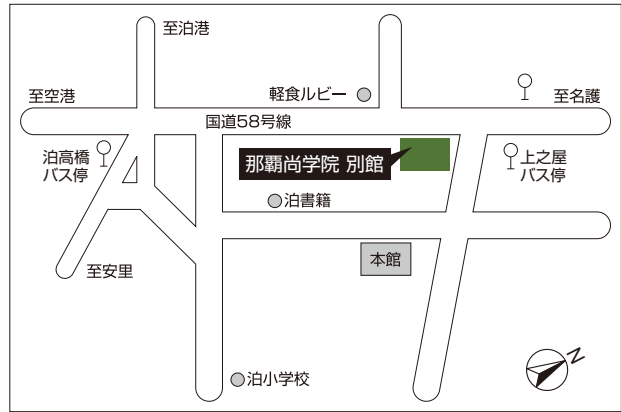 至泊港
軽食ルビー
至空港
至名護
国道58号線
泊高橋
バス停
那覇尚学院 別館
上之屋
バス停
泊書籍
本館
至安里
泊小学校
N